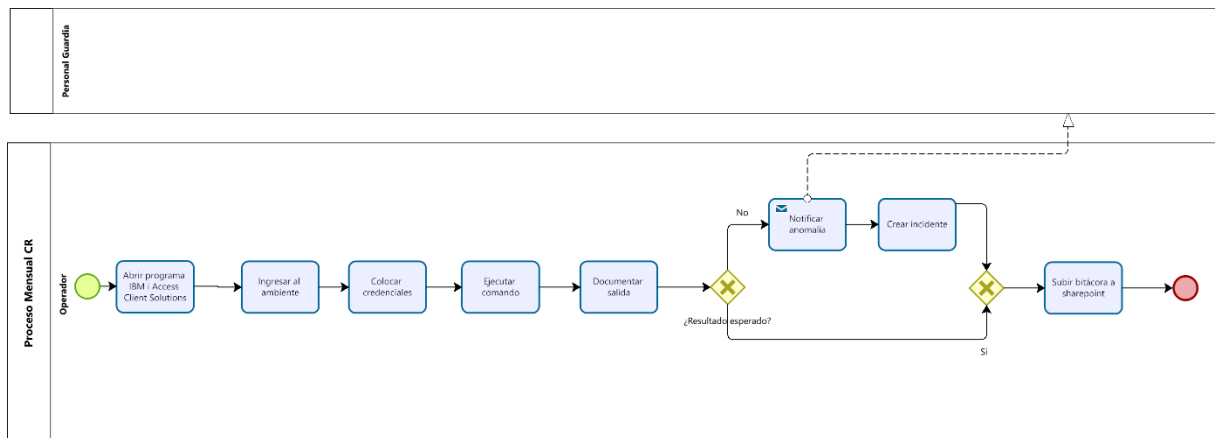 Personal Guardia
Proceso Mensual CR
Operador
Abrir programa
IBM i Access
Client Solutions
Ingresar al
ambiente
Colocar
credenciales
Ejecutar
comando
Documentar
salida
¿Resultado esperado?
No
Notificar
anomalia
Crear incidente
Si
Subir bitácora a
sharepoint